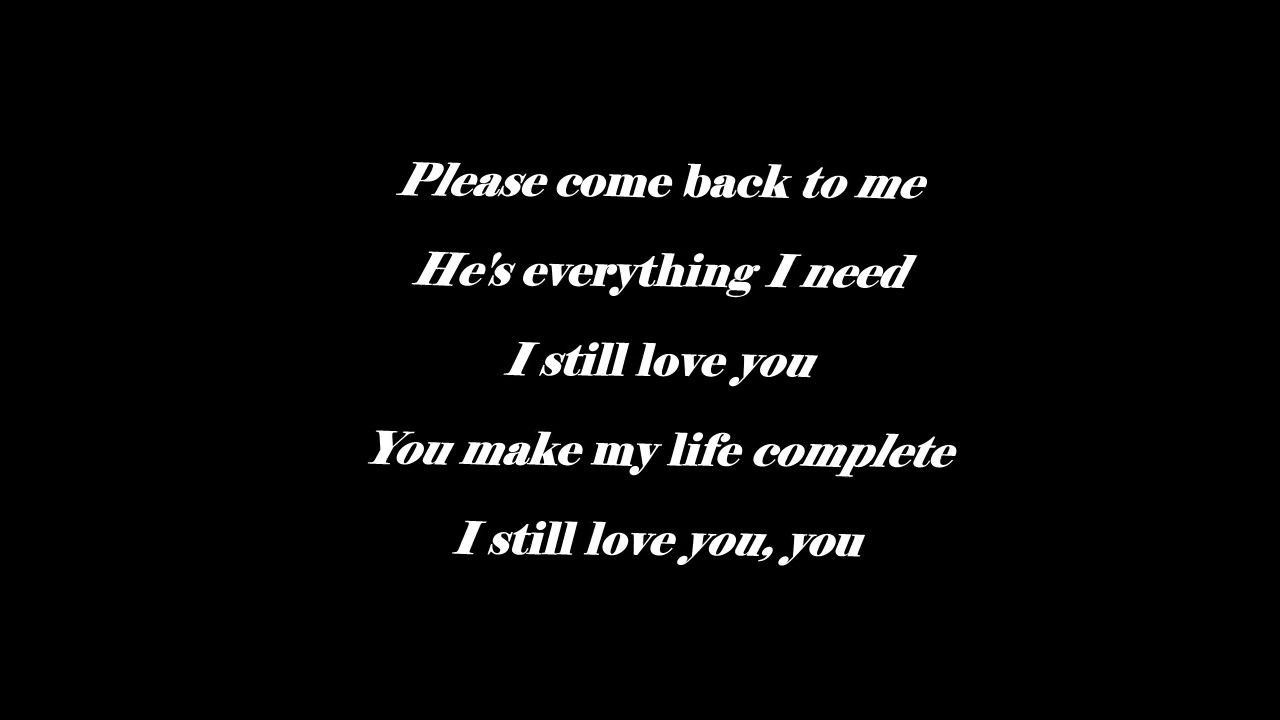 Please come back to me
He's everything I need
I still love you
You make my life complete
I still love you, you